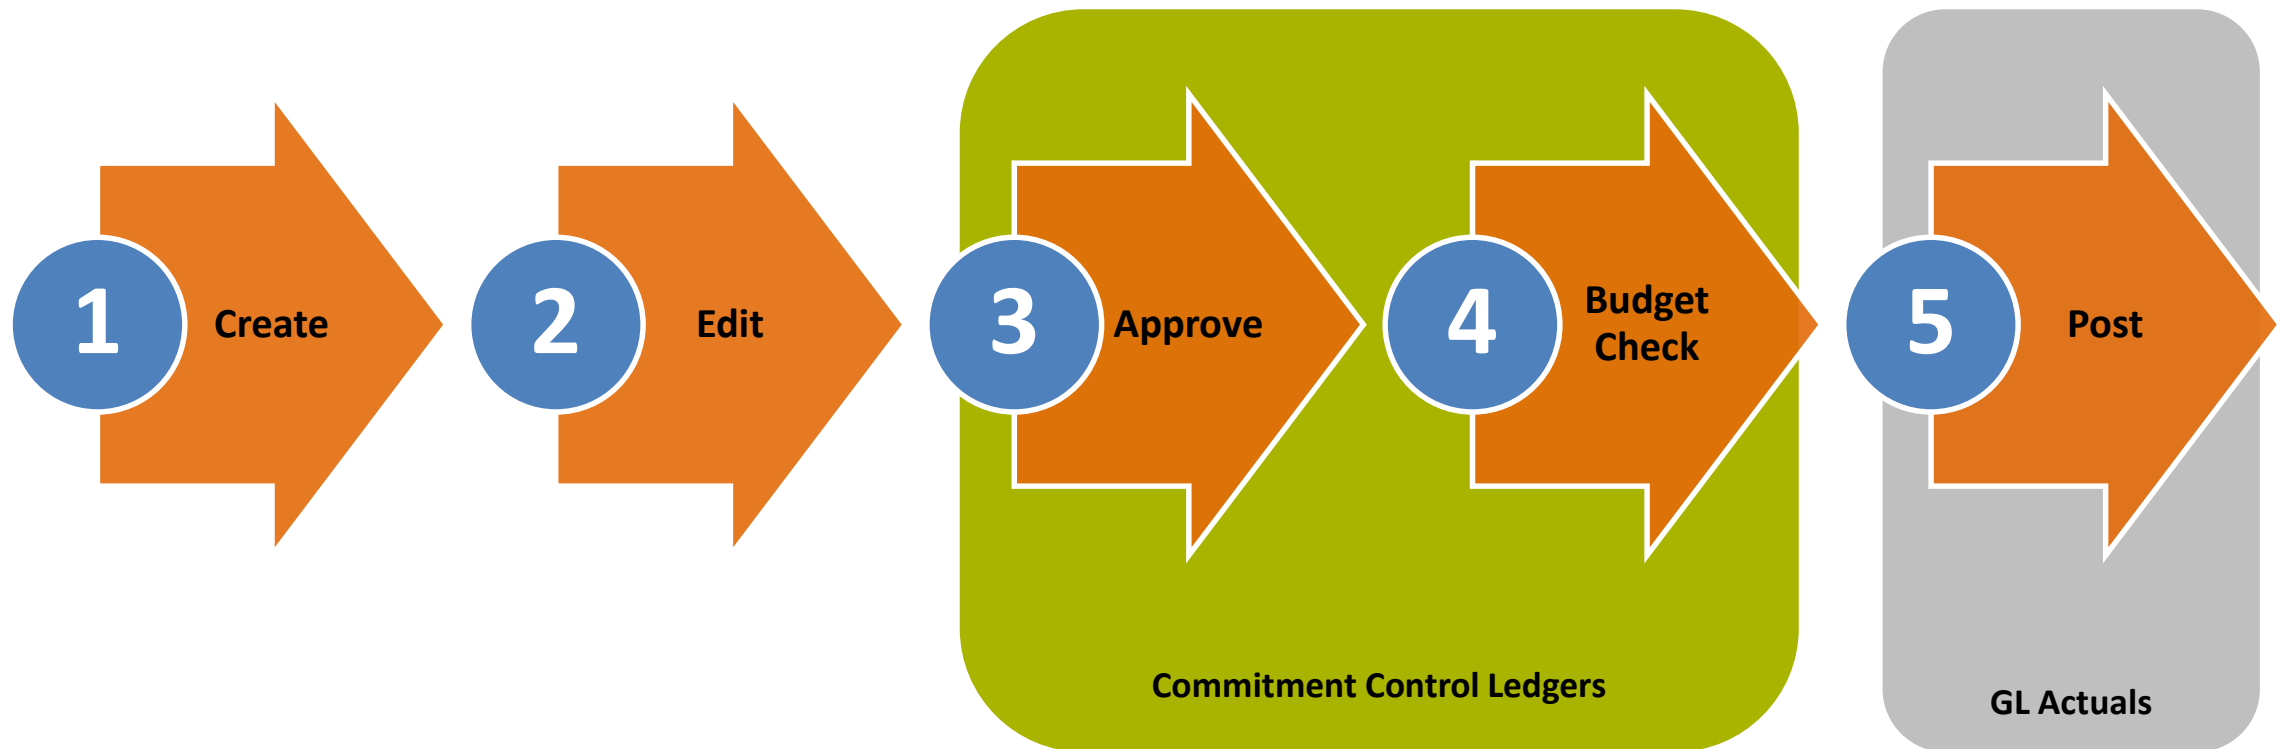 1
Create
2
Edit
3
Approve
4
Budget
Check
5
Post
Commitment Control Ledgers
GL Actuals